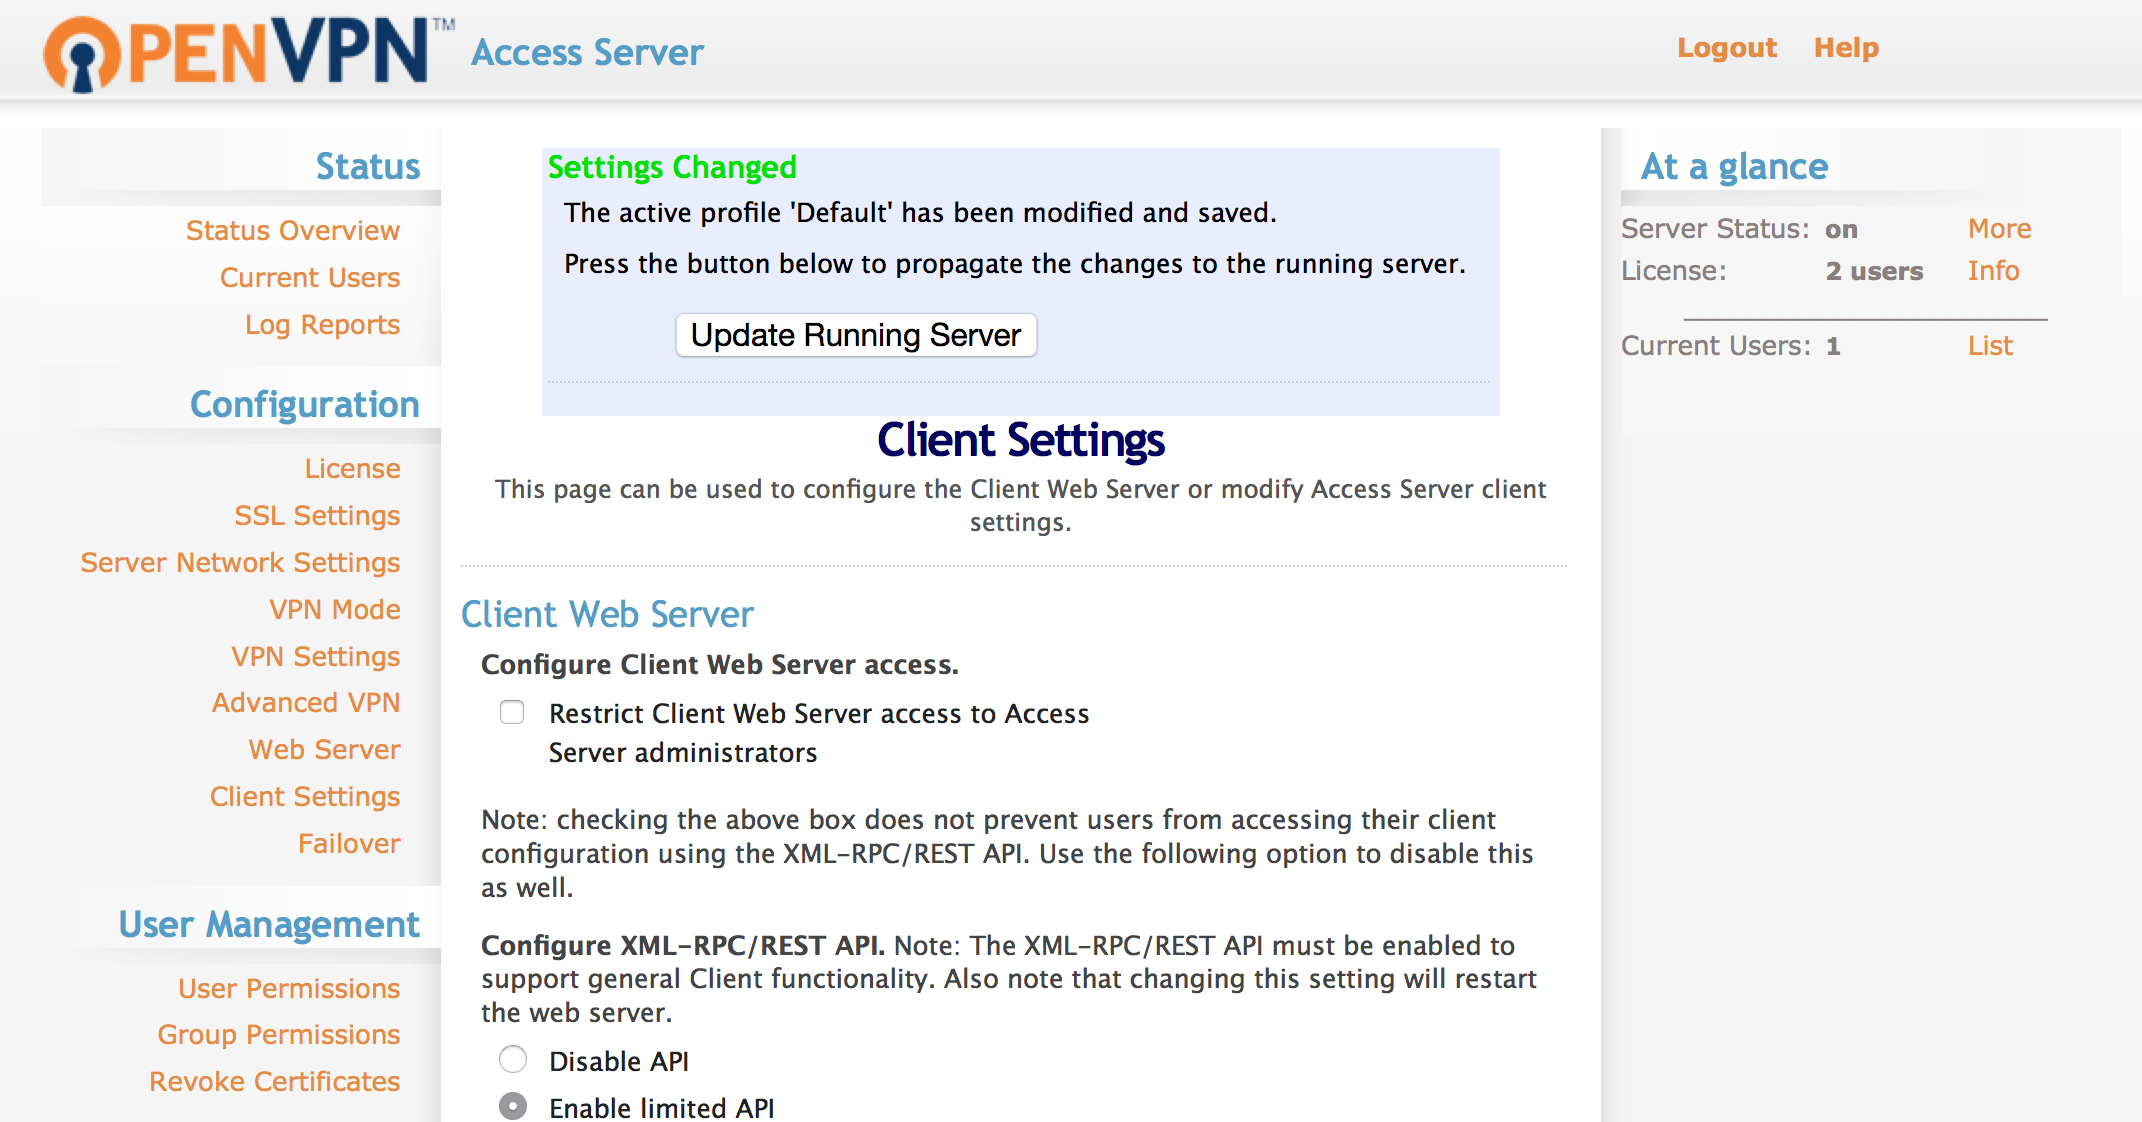 OPENVPN™ Access Server
Logout Help
Status
Status Overview
Current Users
Log Reports
Configuration
License
SSL Settings
Server Network Settings
VPN Mode
VPN Settings
Advanced VPN
Web Server
Client Settings
Failover
User Management
User Permissions
Group Permissions
Revoke Certificates
Settings Changed
The active profile 'Default' has been modified and saved.
Press the button below to propagate the changes to the running server.
Update Running Server
Client Settings
This page can be used to configure the Client Web Server or modify Access Server client
settings.
Client Web Server
Configure Client Web Server access.
Restrict Client Web Server access to Access
Server administrators
Note: checking the above box does not prevent users from accessing their client
configuration using the XML-RPC/REST API. Use the following option to disable this
as well.
Configure XML-RPC/REST API. Note: The XML-RPC/REST API must be enabled to
support general Client functionality. Also note that changing this setting will restart
the web server.
Disable API
Enable limited API
At a glance
Server Status: on More
License: 2 users Info
Current Users: 1 List